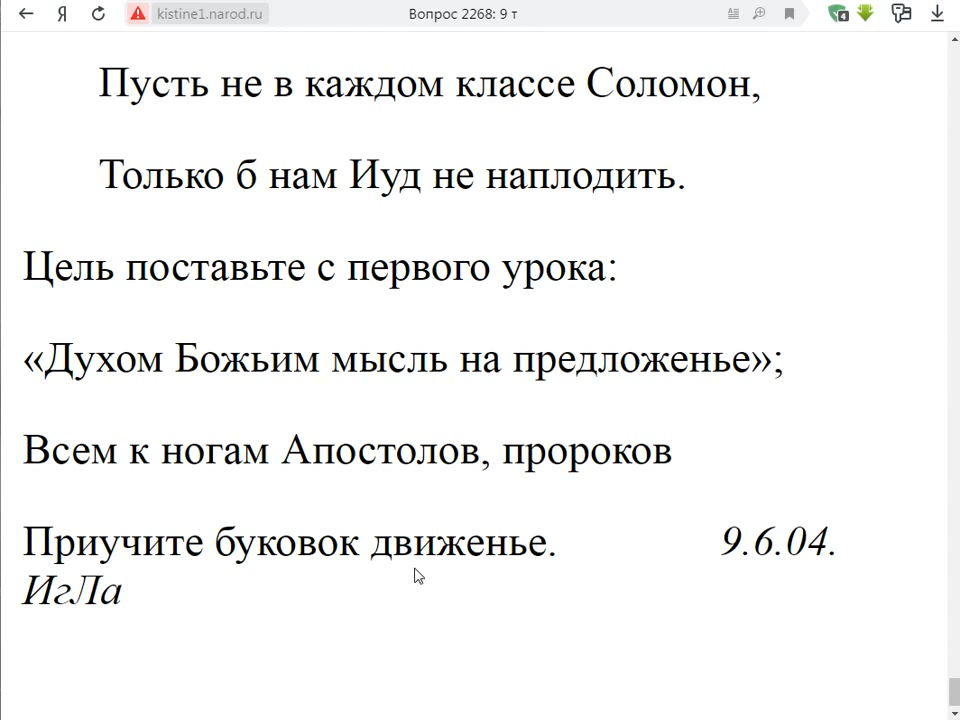 kistine1.narod.ru
Вопрос 2268: 9 т
4
Пусть не в каждом классе Соломон,
Только б нам Иуд не наплодить.
Цель поставьте с первого урока:
«Духом Божьим мысль на предложенье»;
Всем к ногам Апостолов, пророков
Приучите буковок движенье. 9.6.04.
ИгЛа